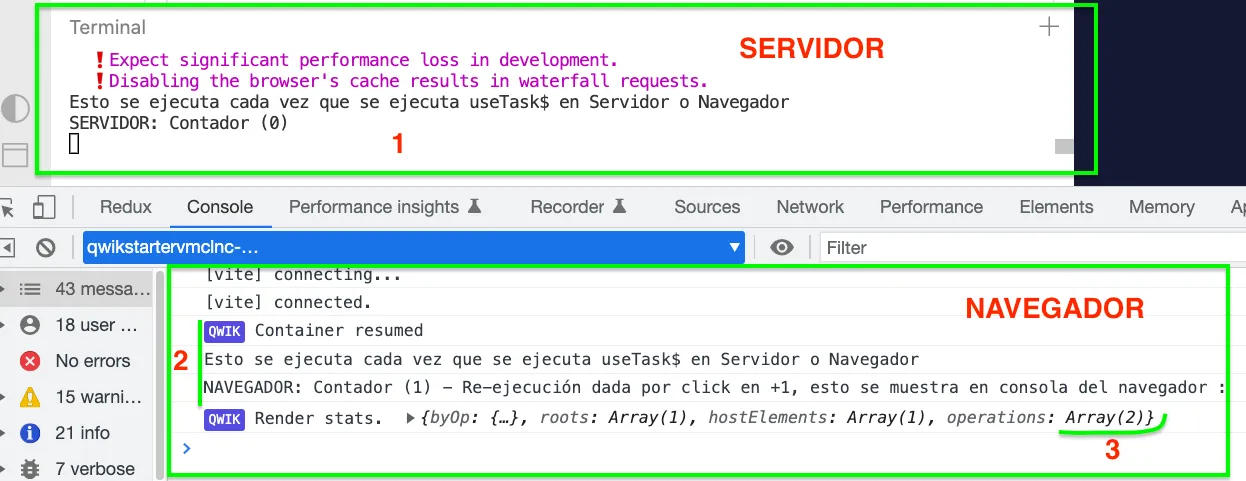 Terminal
❗Expect significant performance loss in development.
SERVIDOR
❗Disabling the browser's cache results in waterfall requests.
Esto se ejecuta cada vez que se ejecuta useTask$ en Servidor o Navegador
SERVIDOR: Contador (0)
1
Redux Console Performance insights Recorder Sources Network Performance Elements Memory Ap
qwikstartervmclnc-...
Filter
43 messa...
18 user ...
No errors
15 warni...
21 info
7 verbose
[vite] connecting...
[vite] connected.
NAVEGADOR
QWIK Container resumed
2
Esto se ejecuta cada vez que se ejecuta useTask$ en Servidor o Navegador
NAVEGADOR: Contador (1) - Re-ejecución dada por click en +1, esto se muestra en consola del navegador :
QWIK Render stats. ▶{byOp: {…}, roots: Array(1), hostElements: Array(1), operations: Array(2)}
3
>